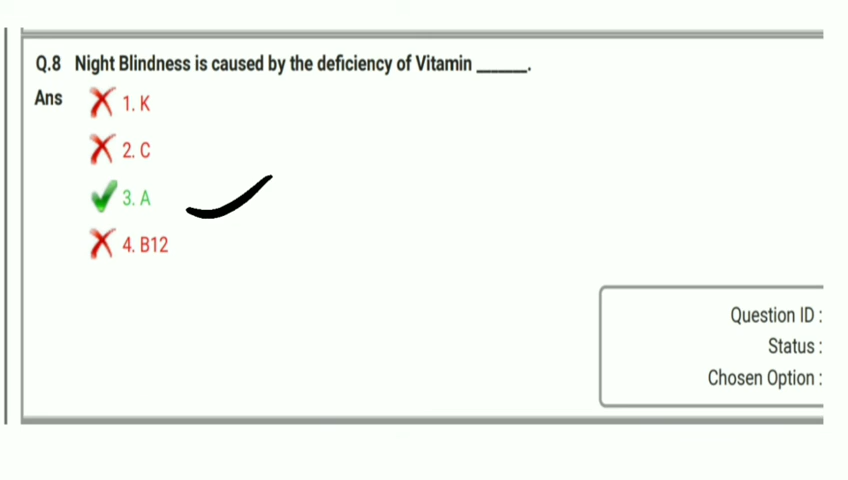 Q.8 Night Blindness is caused by the deficiency of Vitamin ______.
Ans 1. K
2. C
3. A
4. B12
Question ID :
Status :
Chosen Option :